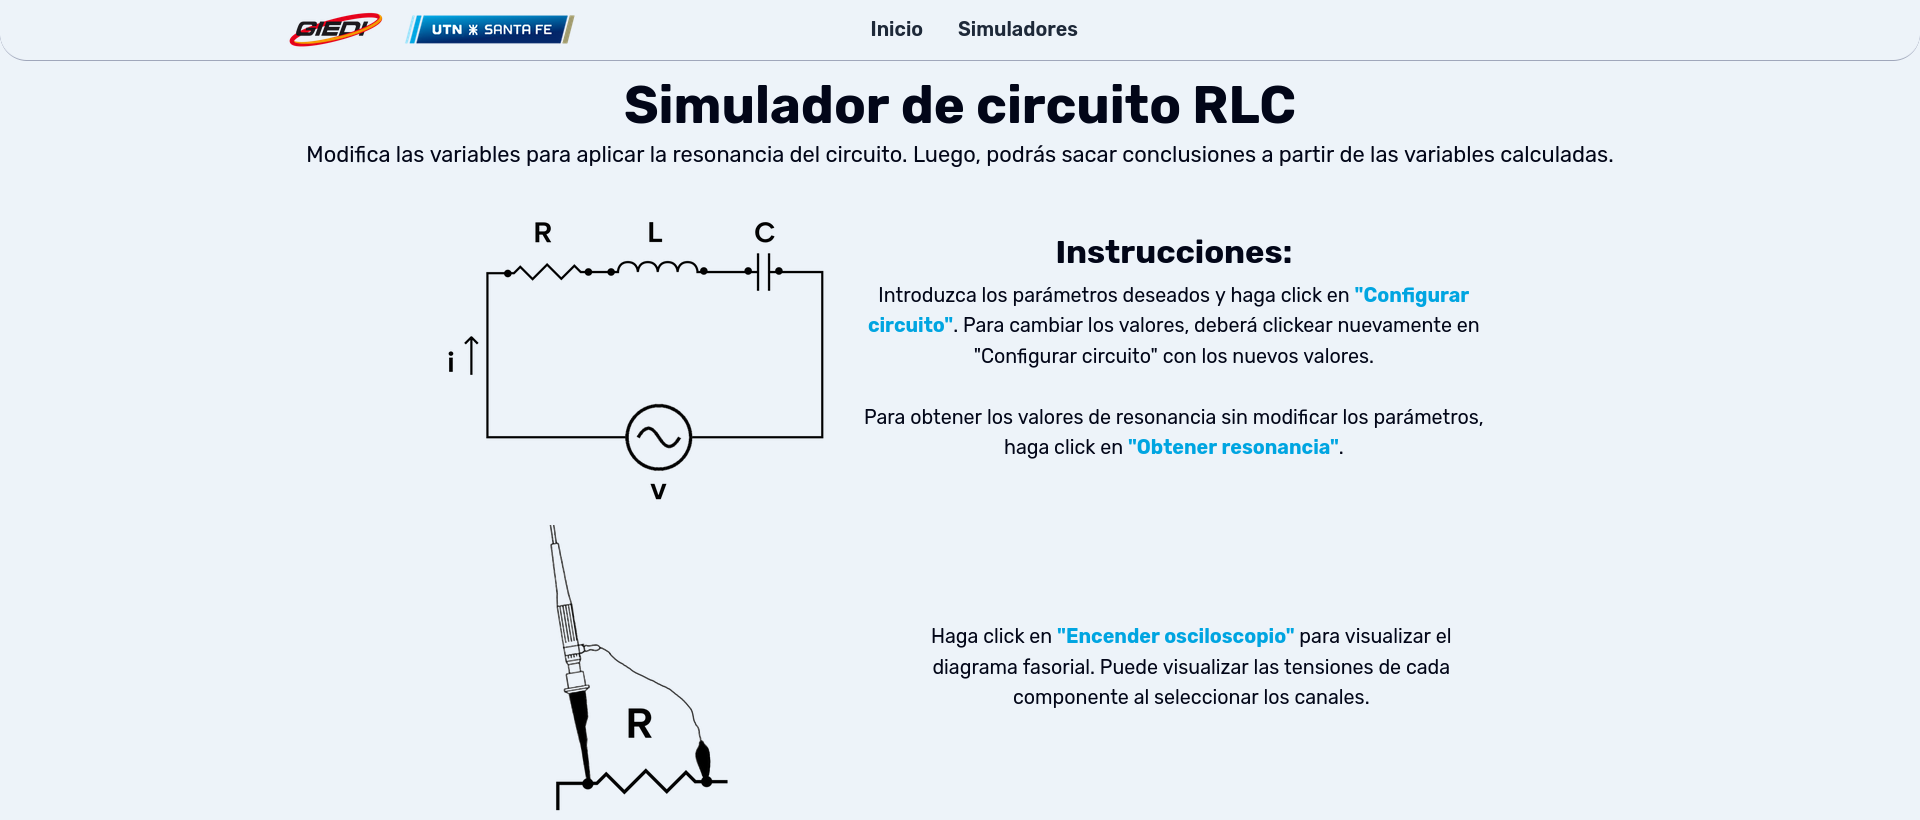 GIEDI
UTN SANTA FE
Inicio
Simuladores
Simulador de circuito RLC
Modifica las variables para aplicar la resonancia del circuito. Luego, podrás sacar conclusiones a partir de las variables calculadas.
R
L
C
i
v
Instrucciones:
Introduzca los parámetros deseados y haga click en "Configurar
circuito". Para cambiar los valores, deberá clickear nuevamente en
"Configurar circuito" con los nuevos valores.
Para obtener los valores de resonancia sin modificar los parámetros,
haga click en "Obtener resonancia".
R
Haga click en "Encender osciloscopio" para visualizar el
diagrama fasorial. Puede visualizar las tensiones de cada
componente al seleccionar los canales.